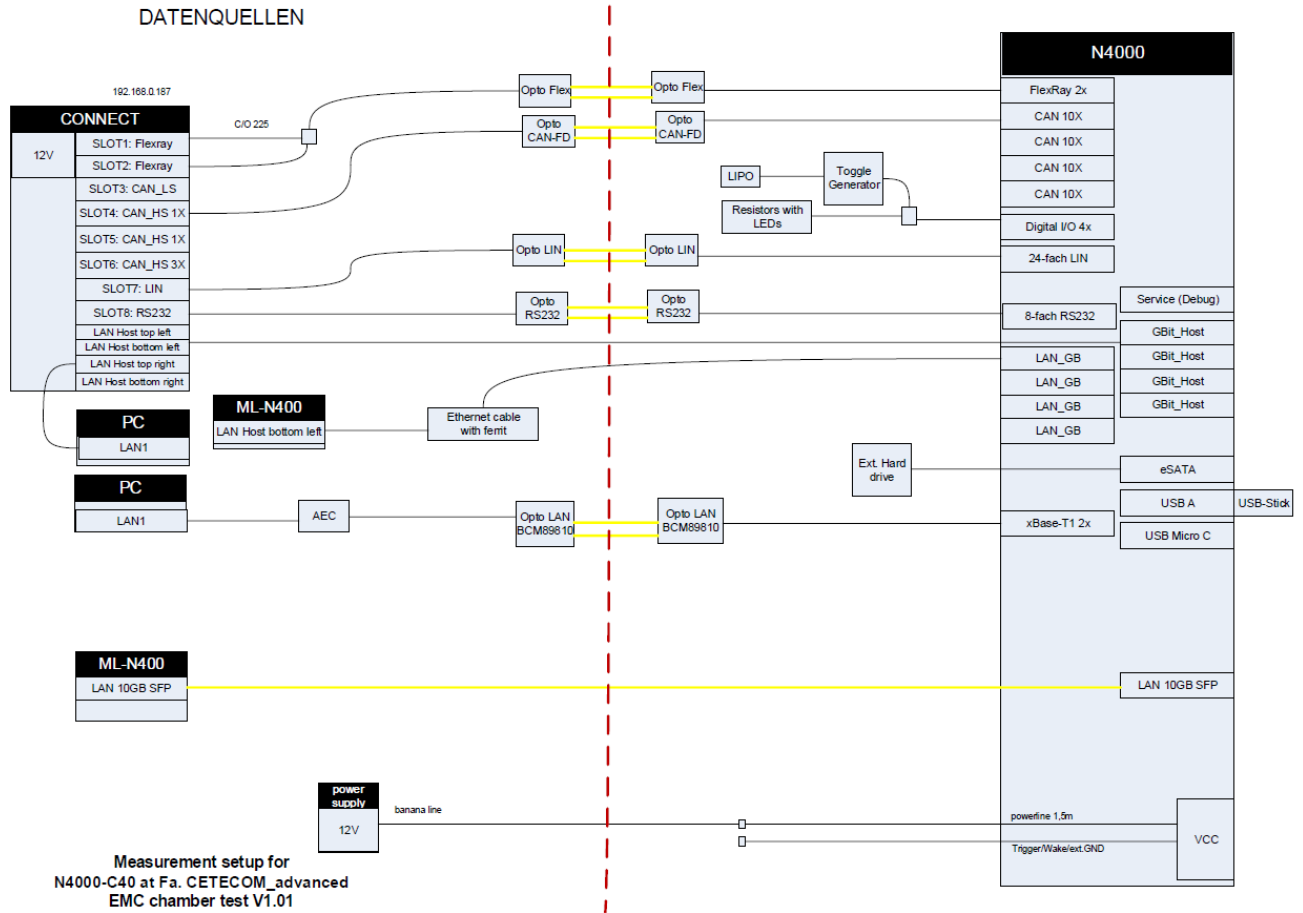 DATENQUELLEN
192.168.0.187
CONNECT
12V
SLOT1: Flexray
SLOT2: Flexray
SLOT3: CAN_LS
SLOT4: CAN_HS 1X
SLOT5: CAN_HS 1X
SLOT6: CAN_HS 3X
SLOT7: LIN
SLOT8: RS232
LAN Host top left
LAN Host bottom left
LAN Host top right
LAN Host bottom right
C/O 225
PC
LAN1
ML-N400
LAN Host bottom left
Ethernet cable
with ferrit
PC
LAN1
AEC
Opto Flex
Opto Flex
Opto
CAN-FD
Opto
CAN-FD
LIPO
Toggle
Generator
Resistors with
LEDs
Opto LIN
Opto LIN
Opto
RS232
Opto
RS232
Ext. Hard
drive
Opto LAN
BCM89810
Opto LAN
BCM89810
N4000
FlexRay 2x
CAN 10X
CAN 10X
CAN 10X
CAN 10X
Digital I/O 4x
24-fach LIN
8-fach RS232
Service (Debug)
GBit_Host
GBit_Host
GBit_Host
GBit_Host
LAN_GB
LAN_GB
LAN_GB
LAN_GB
eSATA
USB A
USB-Stick
xBase-T1 2x
USB Micro C
ML-N400
LAN 10GB SFP
LAN 10GB SFP
power
supply
12V
banana line
powerline 1,5m
Trigger/Wake/ext.GND
VCC
Measurement setup for
N4000-C40 at Fa. CETECOM_advanced
EMC chamber test V1.01